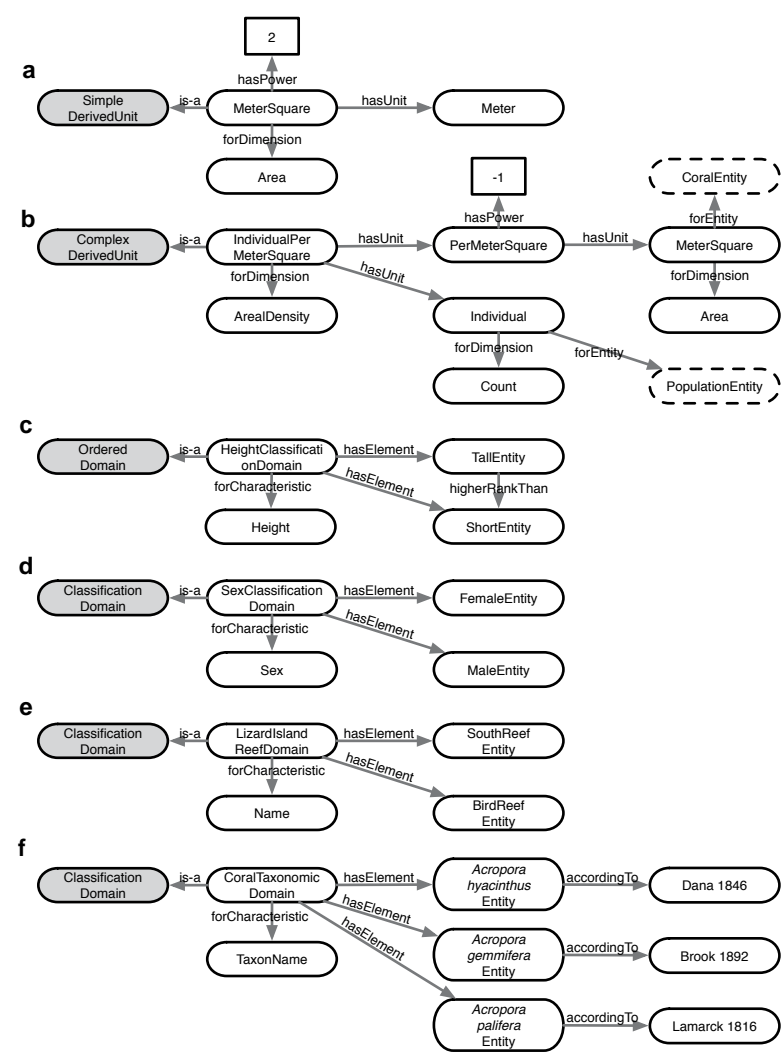 2
a
hasPower
Simple
DerivedUnit
is-a
MeterSquare
hasUnit
Meter
forDimension
Area
-1
CoralEntity
b
hasPower
forEntity
Complex
DerivedUnit
is-a
IndividualPer
MeterSquare
hasUnit
PerMeterSquare
hasUnit
MeterSquare
forDimension
hasUnit
forDimension
ArealDensity
Individual
Area
forDimension
forEntity
Count
PopulationEntity
c
Ordered
Domain
is-a
HeightClassificati
onDomain
hasElement
TallEntity
forCharacteristic
hasElement
higherRankThan
Height
ShortEntity
d
Classification
Domain
is-a
SexClassification
Domain
hasElement
FemaleEntity
forCharacteristic
hasElement
Sex
MaleEntity
e
Classification
Domain
is-a
LizardIsland
ReefDomain
hasElement
SouthReef
Entity
forCharacteristic
hasElement
Name
BirdReef
Entity
f
Classification
Domain
is-a
CoralTaxonomic
Domain
hasElement
Acropora
hyacinthus
Entity
accordingTo
Dana 1846
forCharacteristic
hasElement
TaxonName
Acropora
gemmifera
Entity
accordingTo
Brook 1892
hasElement
Acropora
palifera
Entity
accordingTo
Lamarck 1816